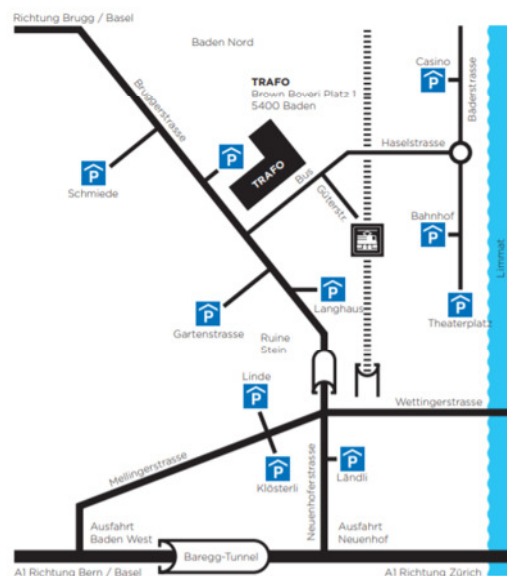 Richtung Brugg / Basel
Baden Nord
Casino
P
Bäderstrasse
TRAFO
Brown Boveri Platz 1
5400 Baden
Bruggerstrasse
P
Haselstrasse
TRAFO
Bus
P
Schmiede
Güterstr.
Bahnhof
P
Limmat
P
Langhaus
P
Theaterplatz
P
Gartenstrasse
Ruine
Stein
Linde
P
Wettingerstrasse
Mellingerstrasse
P
Klösterli
Neuenhoferstrasse
P
Ländli
Ausfahrt
Baden West
Ausfahrt
Neuenhof
Baregg-Tunnel
A1 Richtung Bern / Basel
A1 Richtung Zürich